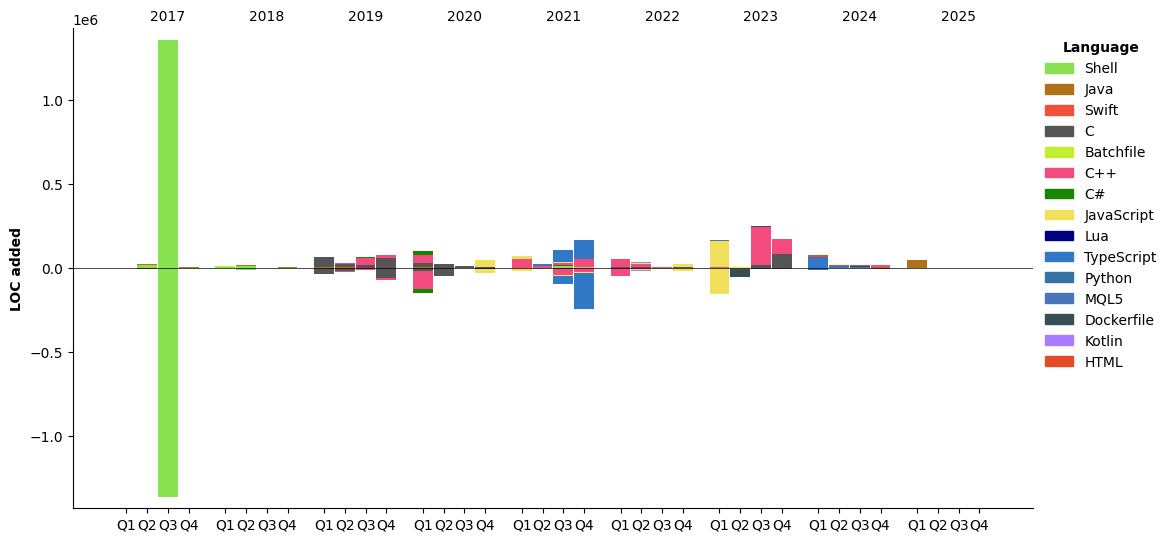 2017 2018 2019 2020 2021 2022 2023 2024 2025
1e6
Language
Shell
Java
Swift
C
Batchfile
C++
C#
JavaScript
Lua
TypeScript
Python
MQL5
Dockerfile
Kotlin
HTML
LOC added
1.0
0.5
0.0
−0.5
−1.0
Q1 Q2 Q3 Q4 Q1 Q2 Q3 Q4 Q1 Q2 Q3 Q4 Q1 Q2 Q3 Q4 Q1 Q2 Q3 Q4 Q1 Q2 Q3 Q4 Q1 Q2 Q3 Q4 Q1 Q2 Q3 Q4 Q1 Q2 Q3 Q4